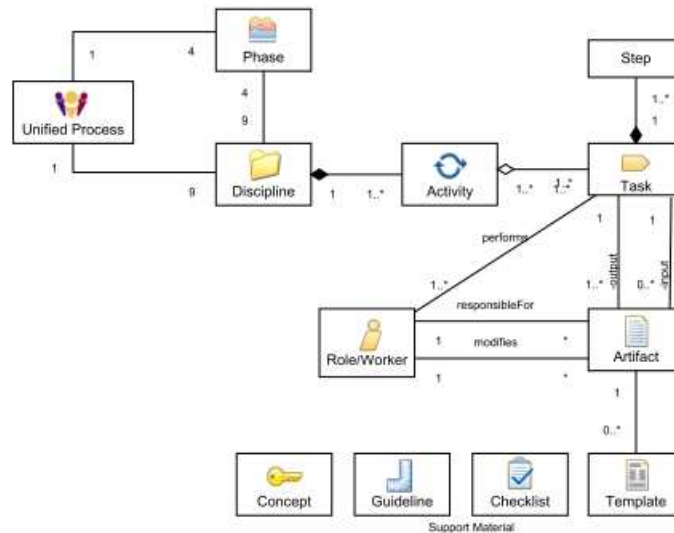 1
4
Phase
Step
4
9
1..*
1
Unified Process
1
9
Discipline
1
1..*
Activity
1..*
1..*
Task
performs
1
1
-output
-input
1..*
1..*
0..*
responsibleFor
Role/Worker
1
modifies
*
Artifact
1
*
1
0..*
Concept
Guideline
Checklist
Template
Support Material